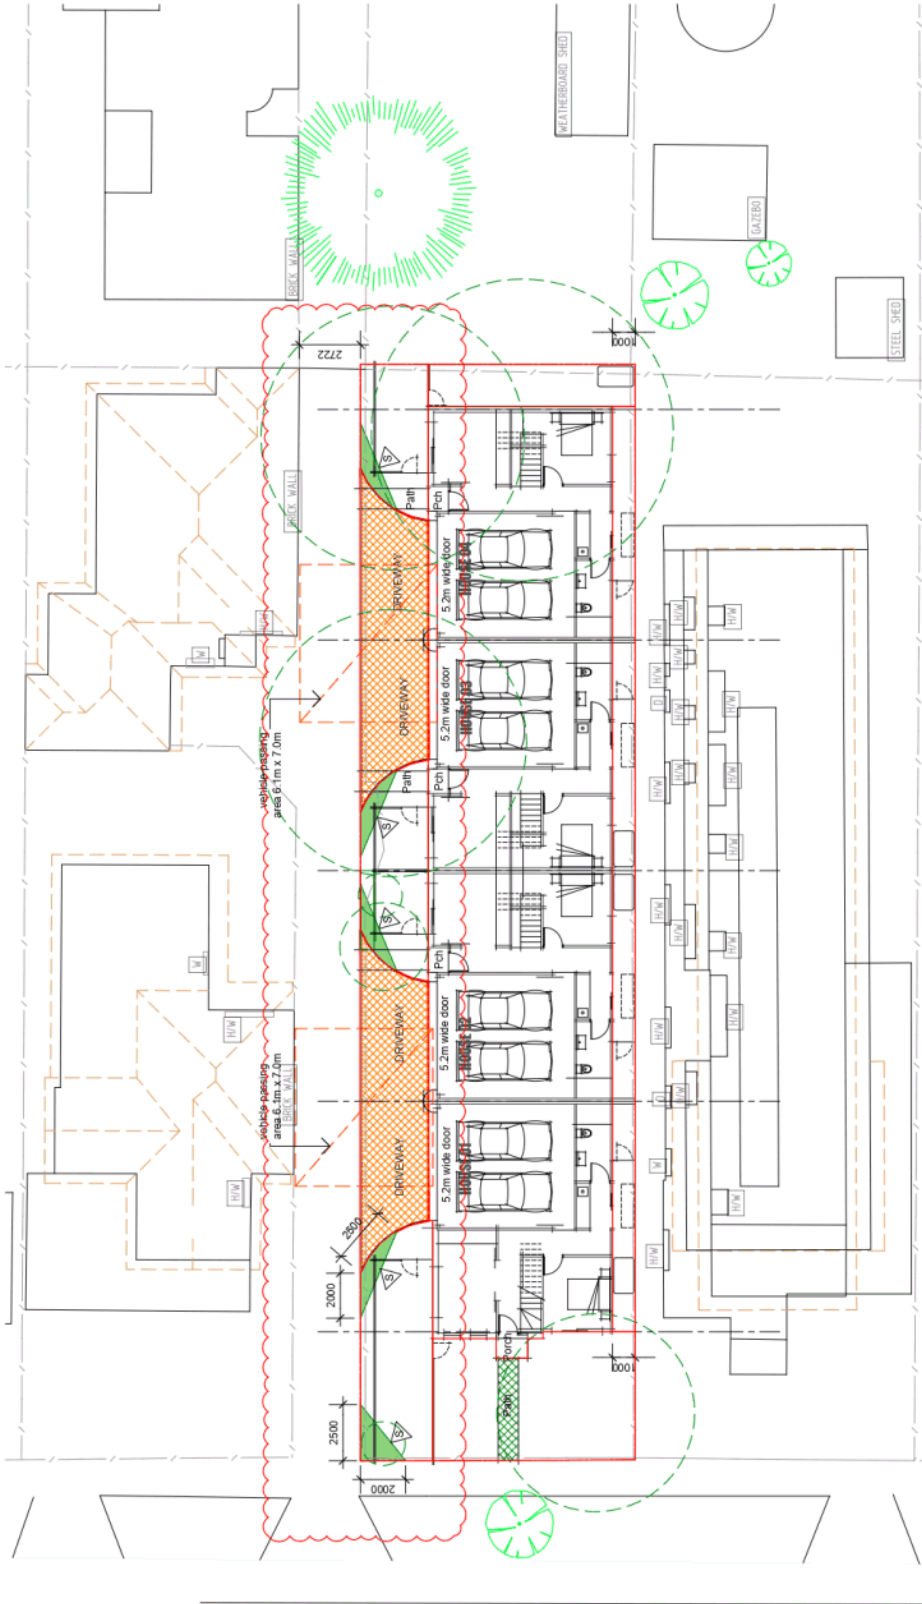 WEATHERBOARD SHED
GAZEBO
BRICK WALL
STEEL SHED
2722
1000
BRICK WALL
S
Path
Pch
DRIVEWAY
5.2m wide door
HOUSE 04
H/W
H/W
H/W
H/W
W
H/W
DRIVEWAY
5.2m wide door
HOUSE 03
D
H/W
H/W
vehicle passing
area 6.1m x 7.0m
Path
Pch
H/W
H/W
S
H/W
S
H/W
H/W
H/W
W
Pch
H/W
DRIVEWAY
5.2m wide door
HOUSE 02
H/W
H/W
vehicle passing
area 6.1m x 7.0m
BRICK WALL
H/W
DRIVEWAY
5.2m wide door
HOUSE 01
W
H/W
H/W
2500
H/W
S
2000
Porch
1000
Path
2500
S
2000